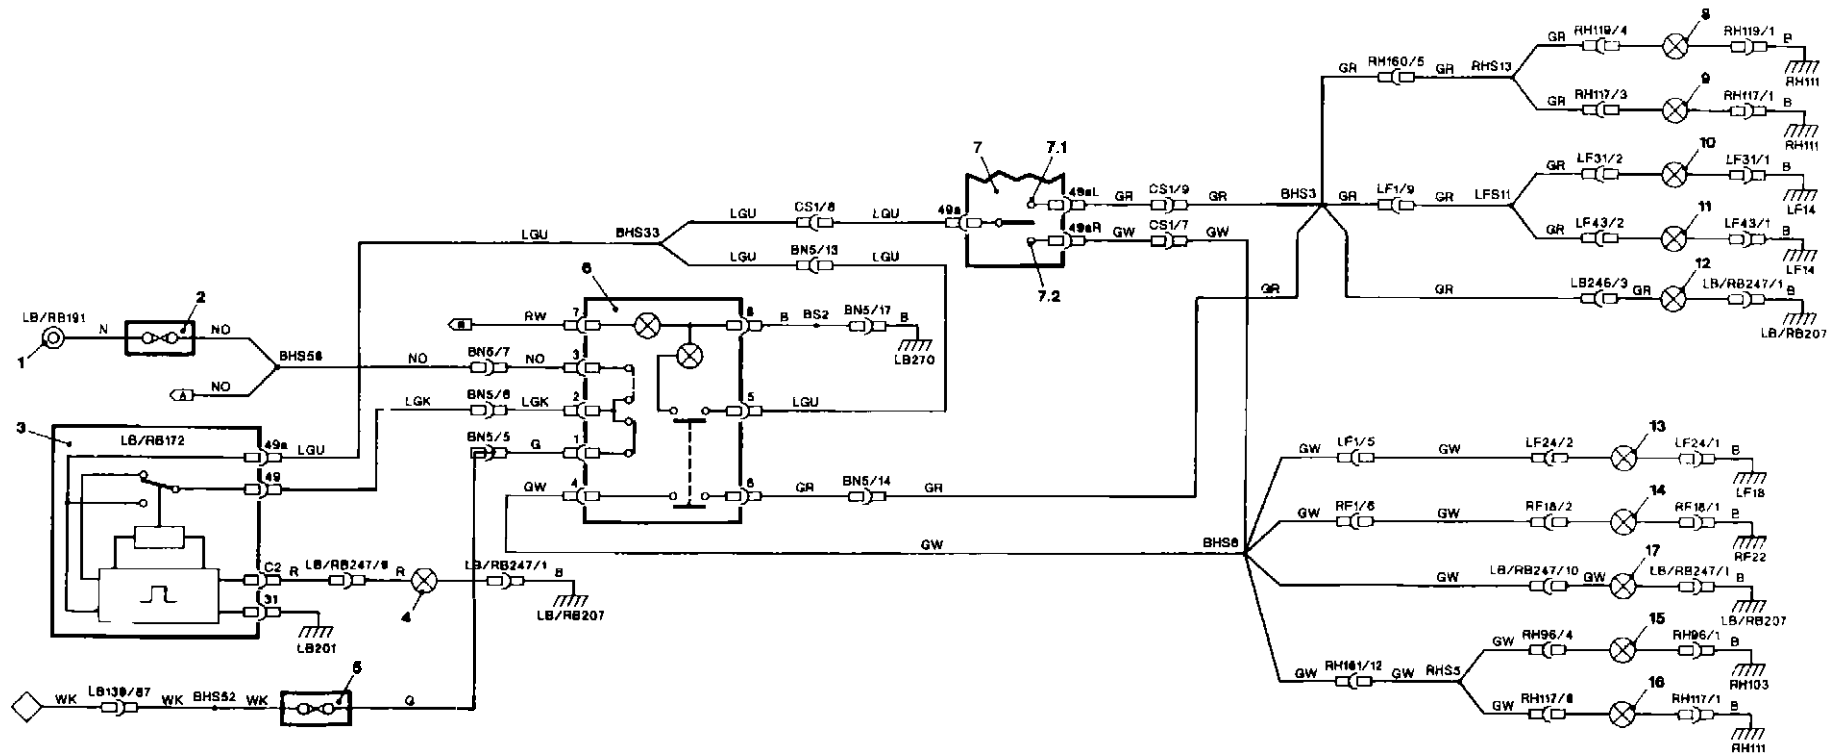 8
RH119/4
RH119/1
GR
B
RH111
RH160/5
GR
GR
RHS13
9
RH117/3
RH117/1
GR
B
RH111
7
7.1
10
LF31/2
LF31/1
GR
B
LF14
49aL
GR
CS1/9
GR
BHS3
GR
LF1/9
GR
LFS11
11
LF43/2
LF43/1
GR
B
LF14
LGU
CS1/8
LGU
49a
49aR
GW
CS1/7
GW
LGU
BHS33
LGU
BN5/13
LGU
7.2
GR
12
GR
LB246/3
GR
LB/RB247/1
B
LB/RB207
6
2
LB/RB191
N
NO
1
RW
7
8
B
BS2
BN5/17
B
LB270
BHS56
NO
BN5/7
NO
3
A
NO
LGK
BN5/6
LGK
2
5
LGU
3
LB/RB172
49a
LGU
BN5/5
G
1
49
GW
4
6
GR
BN5/14
GR
GW
BHS6
13
GW
LF1/5
GW
LF24/2
LF24/1
B
LF18
14
GW
RF1/6
GW
RF18/2
RF18/1
B
RF22
17
GW
LB/RB247/10
GW
LB/RB247/1
B
LB/RB207
C2
R
LB/RB247/9
R
4
LB/RB247/1
B
LB/RB207
31
LB201
15
GW
RH96/4
RH96/1
B
RH103
GW
RH161/12
GW
RHS5
16
GW
RH117/6
RH117/1
B
RH111
5
WK
LB139/87
WK
BHS52
WK
G